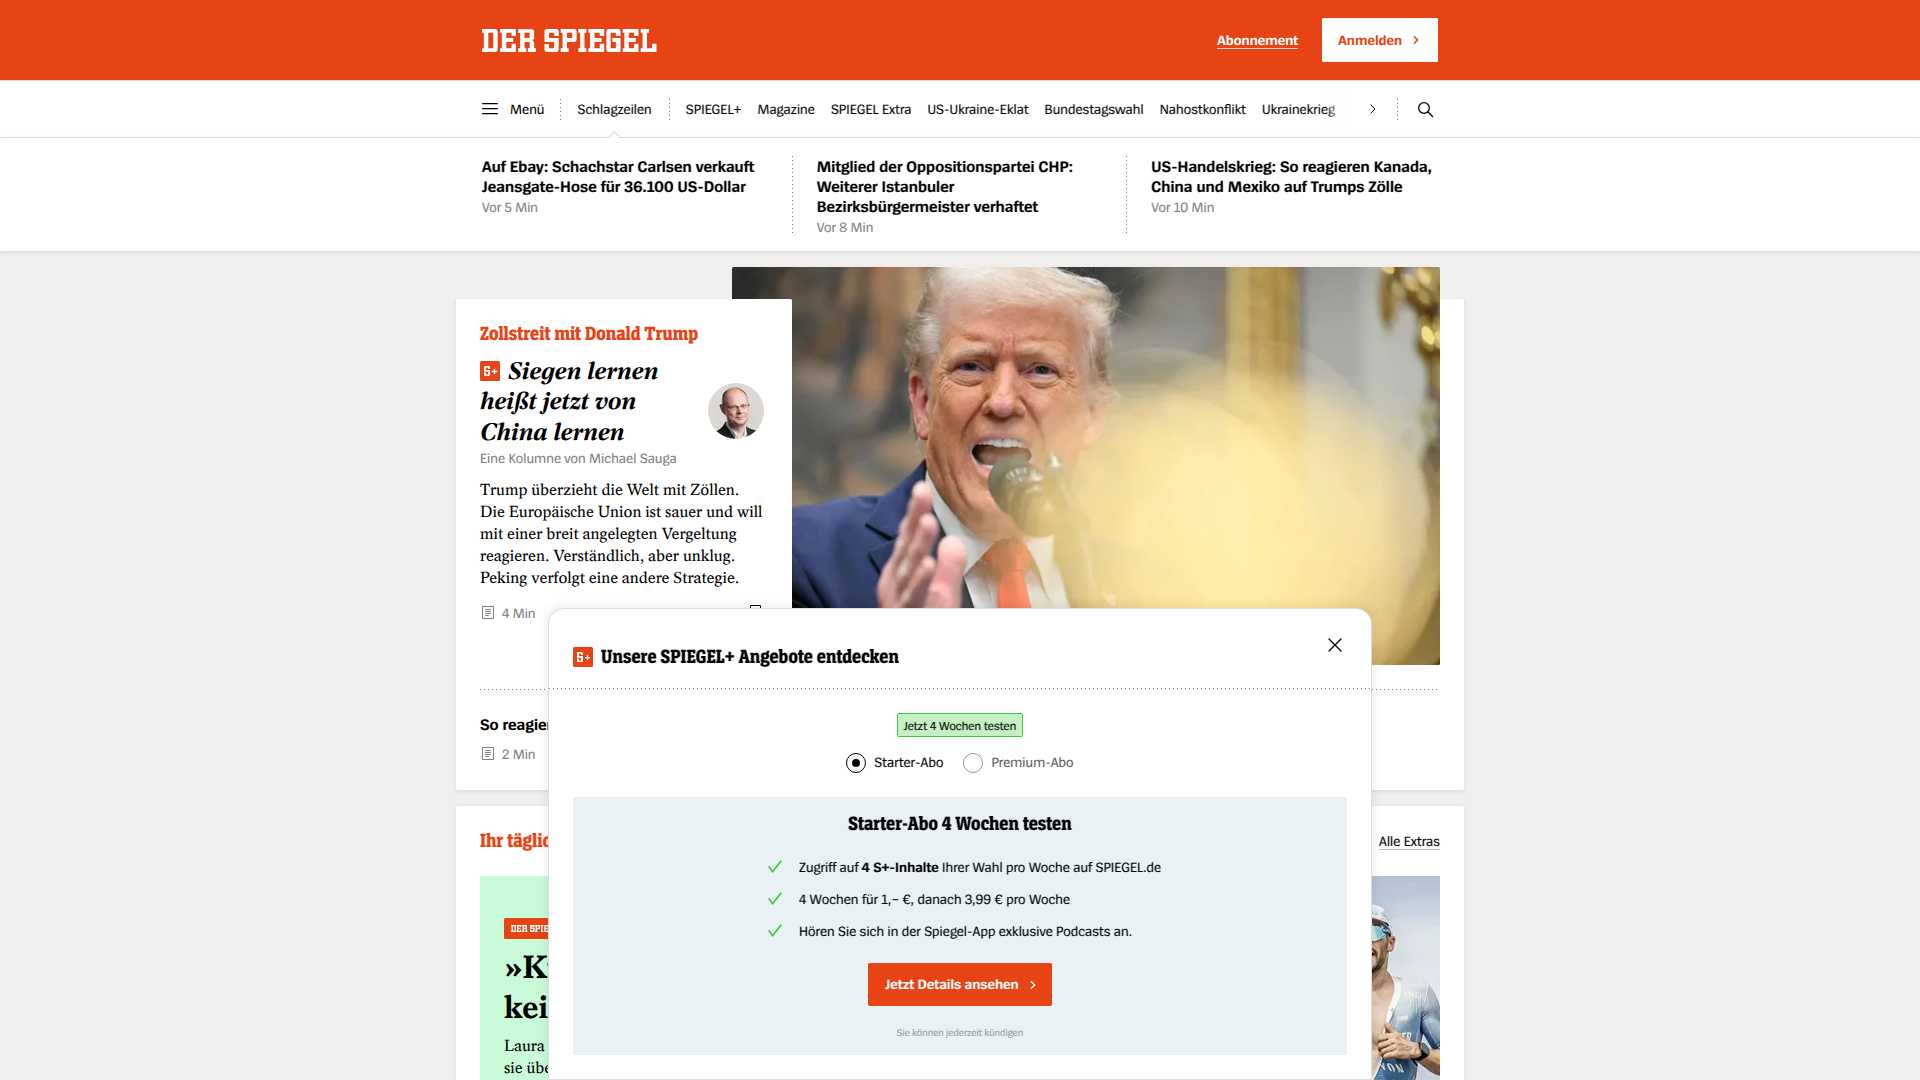 DER SPIEGEL
Abonnement
Anmelden
Menü
Schlagzeilen
SPIEGEL+
Magazine
SPIEGEL Extra
US-Ukraine-Eklat
Bundestagswahl
Nahostkonflikt
Ukrainekrieg
Auf Ebay: Schachstar Carlsen verkauft
Jeansgate-Hose für 36.100 US-Dollar
Vor 5 Min
Mitglied der Oppositionspartei CHP:
Weiterer Istanbuler
Bezirksbürgermeister verhaftet
Vor 8 Min
US-Handelskrieg: So reagieren Kanada,
China und Mexiko auf Trumps Zölle
Vor 10 Min
Zollstreit mit Donald Trump
S+ Siegen lernen
heißt jetzt von
China lernen
Eine Kolumne von Michael Sauga
Trump überzieht die Welt mit Zöllen.
Die Europäische Union ist sauer und will
mit einer breit angelegten Vergeltung
reagieren. Verständlich, aber unklug.
Peking verfolgt eine andere Strategie.
4 Min
So reagie
2 Min
S+ Unsere SPIEGEL+ Angebote entdecken
Jetzt 4 Wochen testen
Starter-Abo
Premium-Abo
Starter-Abo 4 Wochen testen
Zugriff auf 4 S+-Inhalte Ihrer Wahl pro Woche auf SPIEGEL.de
4 Wochen für 1,– €, danach 3,99 € pro Woche
Hören Sie sich in der Spiegel-App exklusive Podcasts an.
Jetzt Details ansehen
Sie können jederzeit kündigen
Ihr täglic
Alle Extras
DER SPIE
»K
kei
Laura
sie übe